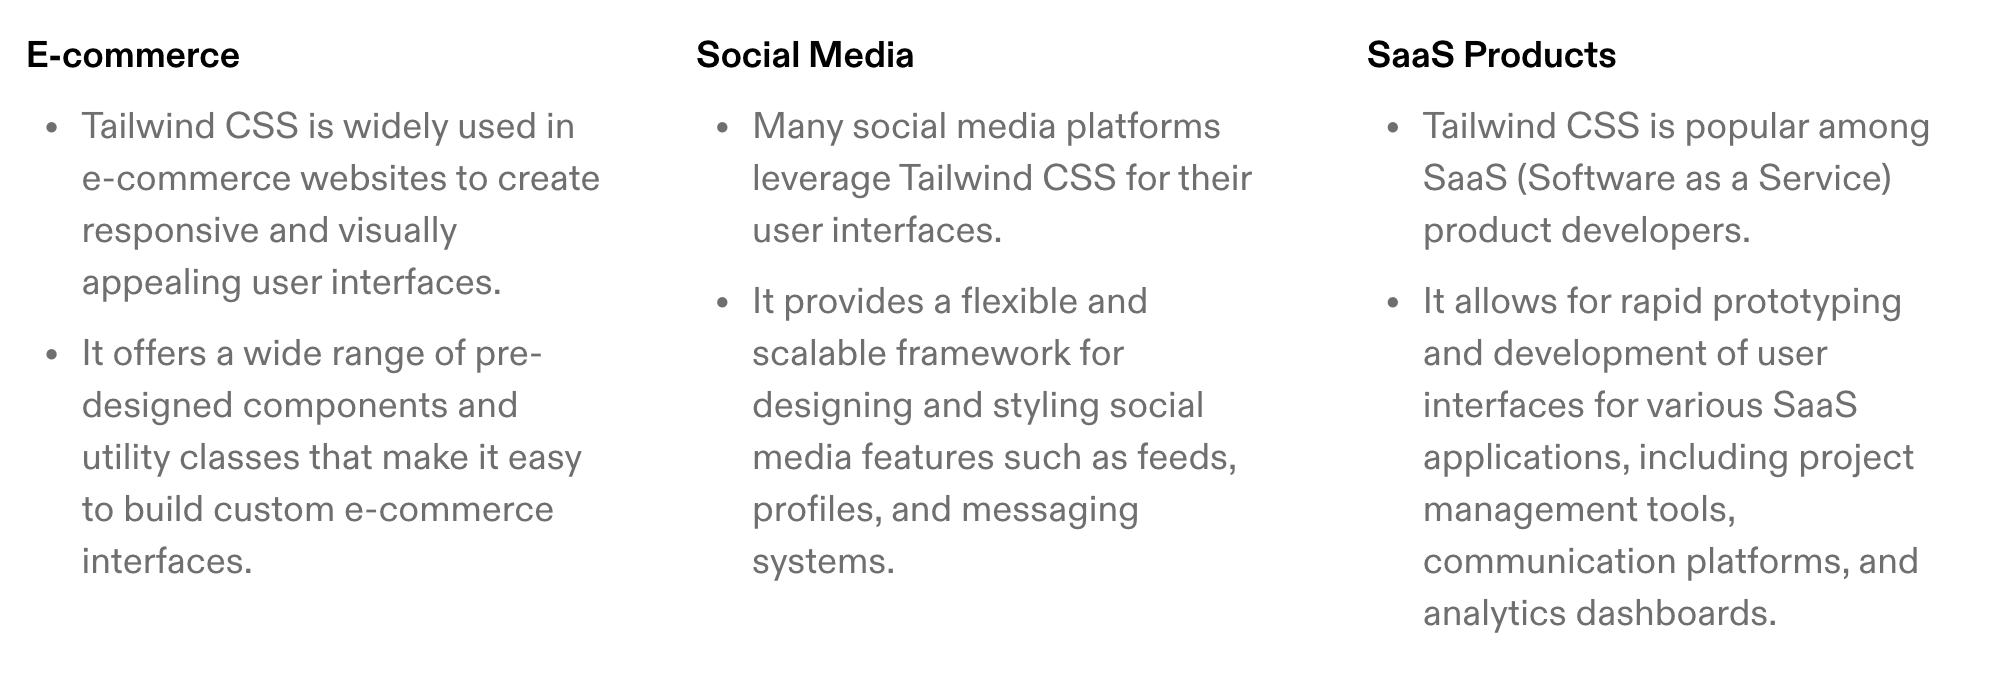 E-commerce
• Tailwind CSS is widely used in
e-commerce websites to create
responsive and visually
appealing user interfaces.
• It offers a wide range of pre-
designed components and
utility classes that make it easy
to build custom e-commerce
interfaces.
Social Media
• Many social media platforms
leverage Tailwind CSS for their
user interfaces.
• It provides a flexible and
scalable framework for
designing and styling social
media features such as feeds,
profiles, and messaging
systems.
SaaS Products
• Tailwind CSS is popular among
SaaS (Software as a Service)
product developers.
• It allows for rapid prototyping
and development of user
interfaces for various SaaS
applications, including project
management tools,
communication platforms, and
analytics dashboards.